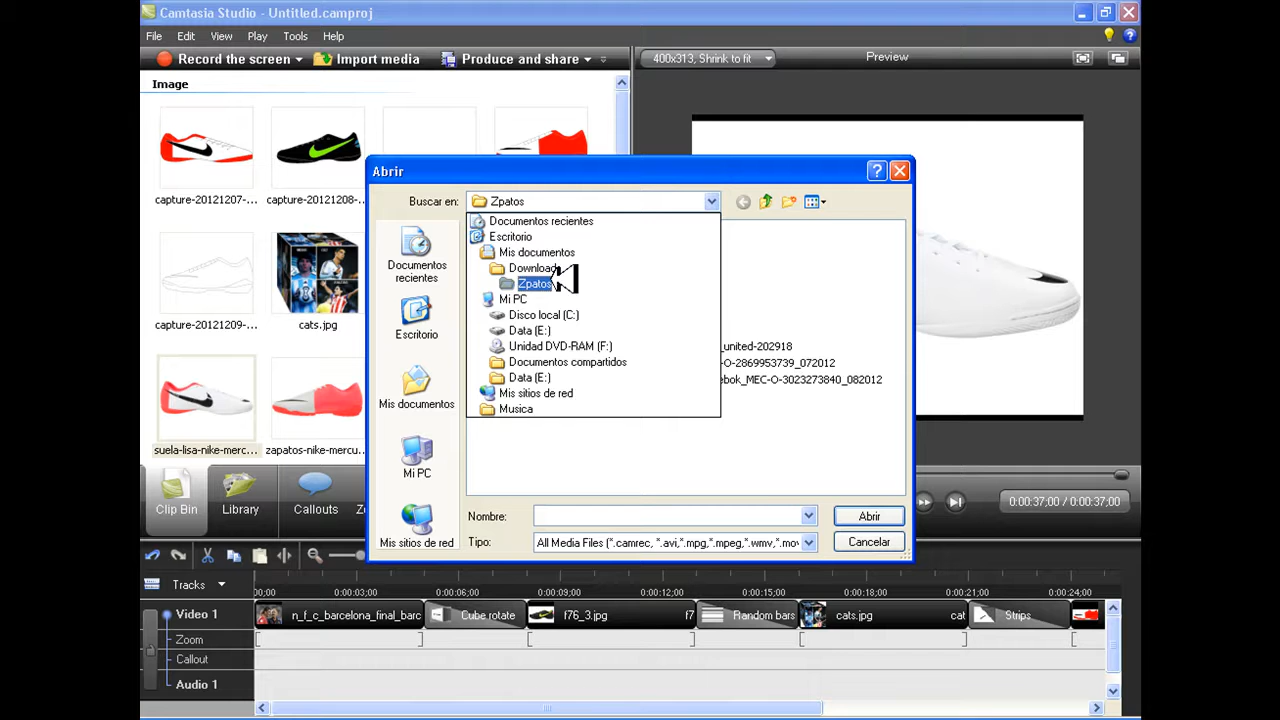 Camtasia Studio - Untitled.camproj
File Edit View Play Tools Help
Record the screen Import media Produce and share
400x313, Shrink to fit
Preview
Image
capture-20121207-... capture-20121208-...
capture-20121209-... cats.jpg
suela-lisa-nike-merc... zapatos-nike-mercu...
Abrir
Buscar en: Zpatos
Documentos recientes
Escritorio
Mis documentos
Download
Zpatos
Mi PC
Disco local (C:)
Data (E:)
Unidad DVD-RAM (F:)
Documentos compartidos
Data (E:)
Mis sitios de red
Musica
_united-202918
-O-2869953739_072012
ebok_MEC-O-3023273840_082012
Documentos recientes
Escritorio
Mis documentos
Mi PC
Mis sitios de red
Nombre:
Abrir
Tipo: All Media Files (*.camrec, *.avi,*.mpg,*.mpeg,*.wmv,*.mov
Cancelar
Clip Bin Library Callouts
0:00:37;00 / 0:00:37;00
Tracks
00;00 0:00:03;00 0:00:06;00 0:00:09;00 0:00:12;00 0:00:15;00 0:00:18;00 0:00:21;00 0:00:24;00
Video 1 n_f_c_barcelona_final_barc Cube rotate f76_3.jpg f7 Random bars cats.jpg cat Strips
Zoom
Callout
Audio 1